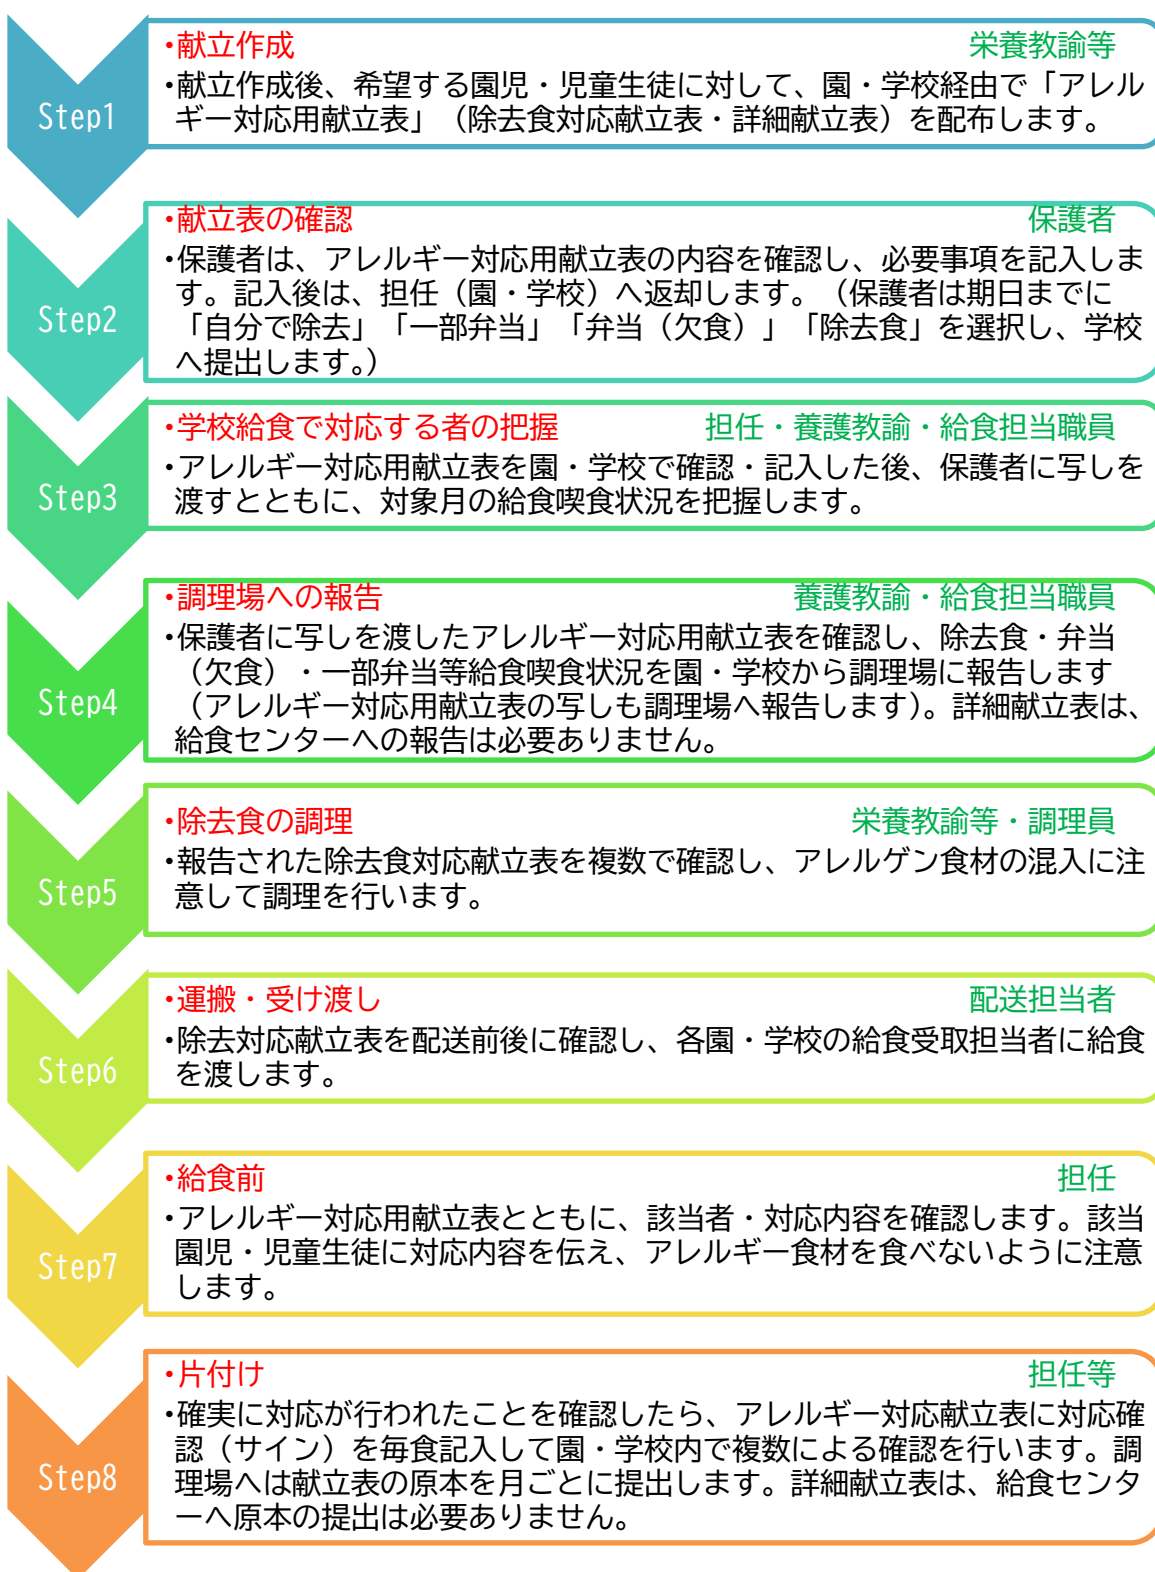 Step1
・献立作成 栄養教諭等
・献立作成後、希望する園児・児童生徒に対して、園・学校経由で「アレル
ギー対応用献立表」（除去食対応献立表・詳細献立表）を配布します。
Step2
・献立表の確認 保護者
・保護者は、アレルギー対応用献立表の内容を確認し、必要事項を記入しま
す。記入後は、担任（園・学校）へ返却します。（保護者は期日までに
「自分で除去」「一部弁当」「弁当（欠食）」「除去食」を選択し、学校
へ提出します。）
Step3
・学校給食で対応する者の把握 担任・養護教諭・給食担当職員
・アレルギー対応用献立表を園・学校で確認・記入した後、保護者に写しを
渡すとともに、対象月の給食喫食状況を把握します。
Step4
・調理場への報告 養護教諭・給食担当職員
・保護者に写しを渡したアレルギー対応用献立表を確認し、除去食・弁当
（欠食）・一部弁当等給食喫食状況を園・学校から調理場に報告します
（アレルギー対応用献立表の写しも調理場へ報告します）。詳細献立表は、
給食センターへの報告は必要ありません。
Step5
・除去食の調理 栄養教諭等・調理員
・報告された除去食対応献立表を複数で確認し、アレルゲン食材の混入に注
意して調理を行います。
Step6
・運搬・受け渡し 配送担当者
・除去対応献立表を配送前後に確認し、各園・学校の給食受取担当者に給食
を渡します。
Step7
・給食前 担任
・アレルギー対応用献立表とともに、該当者・対応内容を確認します。該当
園児・児童生徒に対応内容を伝え、アレルギー食材を食べないように注意
します。
Step8
・片付け 担任等
・確実に対応が行われたことを確認したら、アレルギー対応献立表に対応確
認（サイン）を毎食記入して園・学校内で複数による確認を行います。調
理場へは献立表の原本を月ごとに提出します。詳細献立表は、給食センタ
ーへ原本の提出は必要ありません。